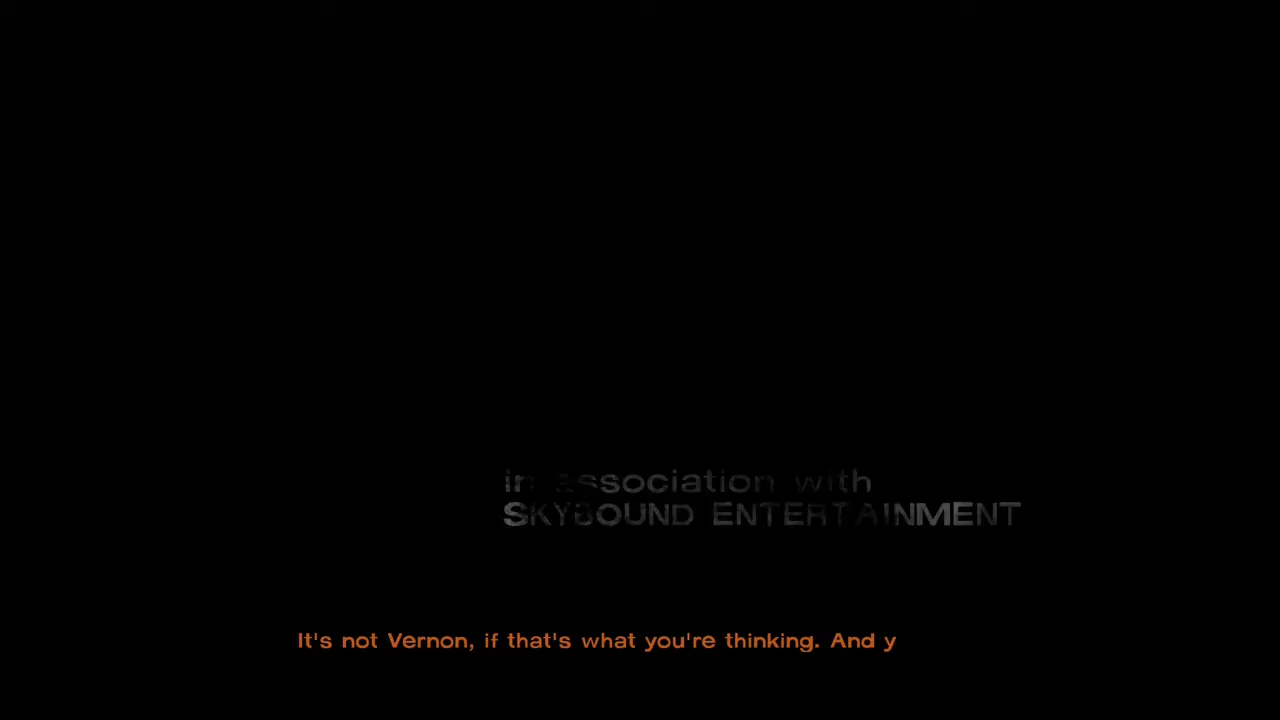 in association with
SKYBOUND ENTERTAINMENT
It's not Vernon, if that's what you're thinking. And y